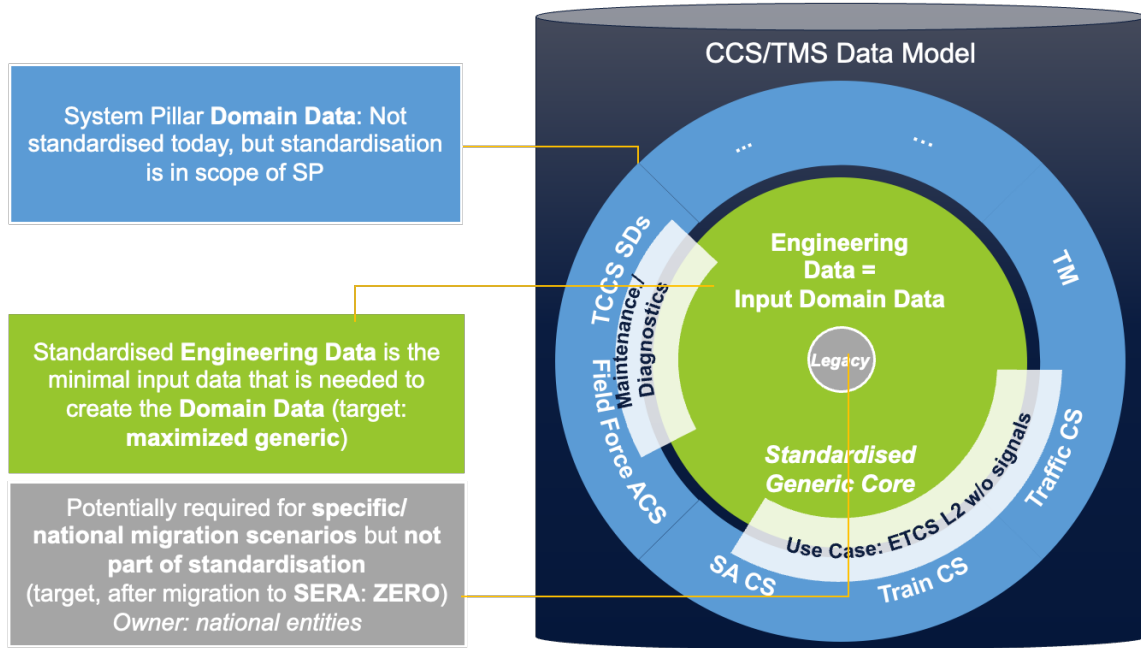 CCS/TMS Data Model
System Pillar Domain Data: Not
standardised today, but standardisation
is in scope of SP
Standardised Engineering Data is the
minimal input data that is needed to
create the Domain Data (target:
maximized generic)
Potentially required for specific/
national migration scenarios but not
part of standardisation
(target, after migration to SERA: ZERO)
Owner: national entities
...
...
TCCS SDs
Maintenance./
Diagnostics
Field Force ACS
Engineering
Data =
Input Domain Data
Legacy
Standardised
Generic Core
TM
Traffic CS
Use Case: ETCS L2 w/o signals
Train CS
SA CS